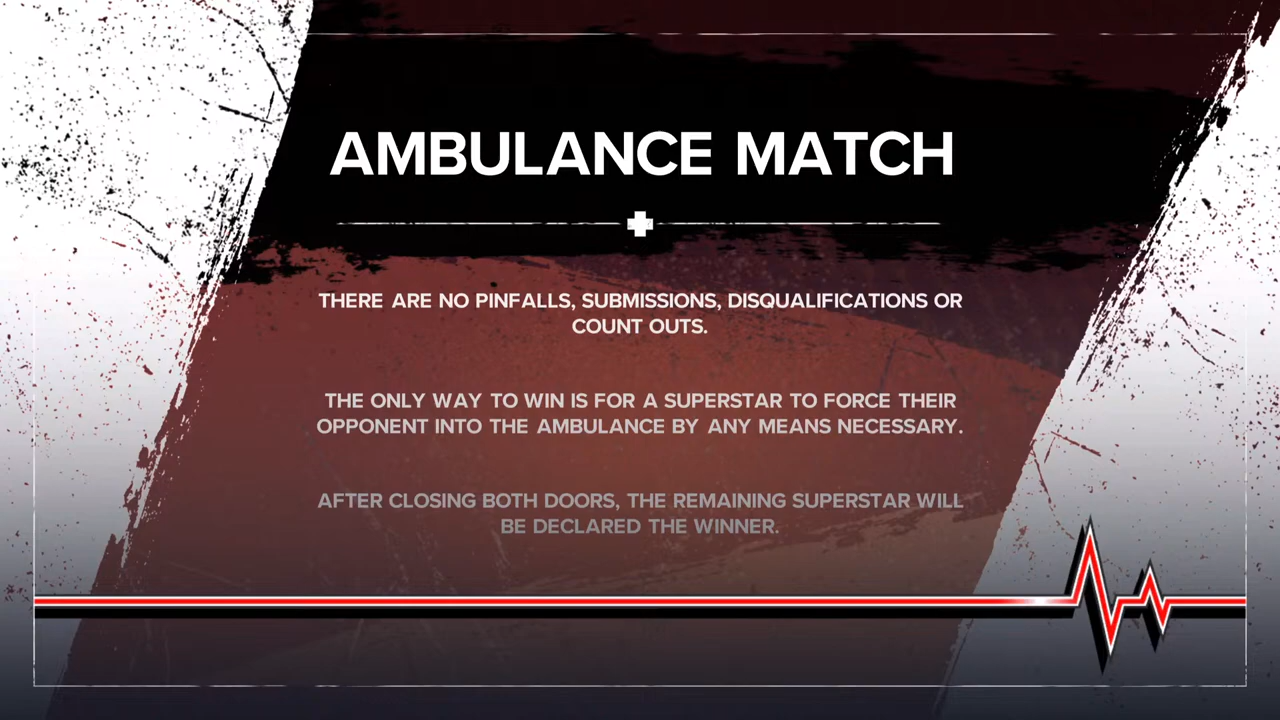 AMBULANCE MATCH
THERE ARE NO PINFALLS, SUBMISSIONS, DISQUALIFICATIONS OR
COUNT OUTS.
THE ONLY WAY TO WIN IS FOR A SUPERSTAR TO FORCE THEIR
OPPONENT INTO THE AMBULANCE BY ANY MEANS NECESSARY.
AFTER CLOSING BOTH DOORS, THE REMAINING SUPERSTAR WILL
BE DECLARED THE WINNER.